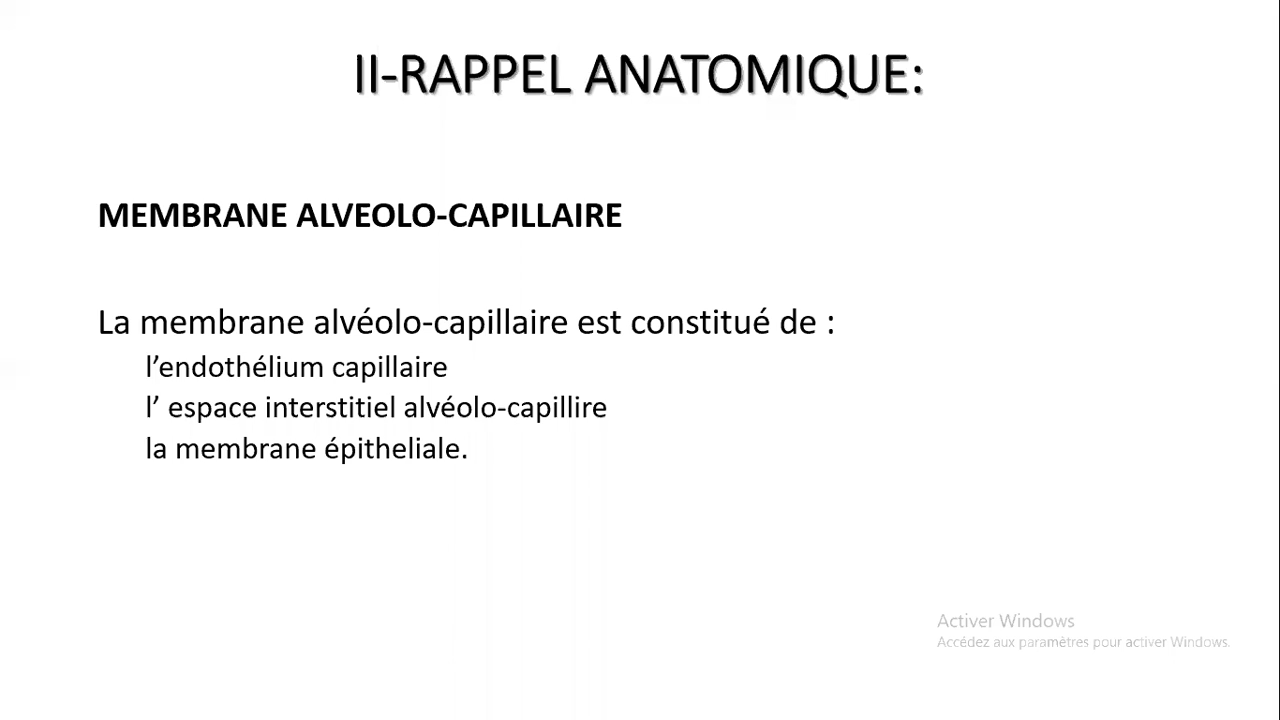 II-RAPPEL ANATOMIQUE:
MEMBRANE ALVEOLO-CAPILLAIRE
La membrane alvéolo-capillaire est constitué de :
l’endothélium capillaire
l’ espace interstitiel alvéolo-capillire
la membrane épitheliale.
Activer Windows
Accédez aux paramètres pour activer Windows.